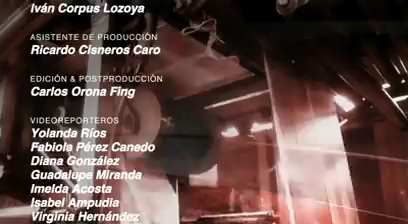 Iván Corpus Lozoya
ASISTENTE DE PRODUCCIÓN
Ricardo Cisneros Caro
EDICIÓN & POSTPRODUCCIÓN
Carlos Orona Fing
VIDEOREPORTEROS
Yolanda Ríos
Fabiola Pérez Canedo
Diana González
Guadalupe Miranda
Imelda Acosta
Isabel Ampudia
Virginia Hernández